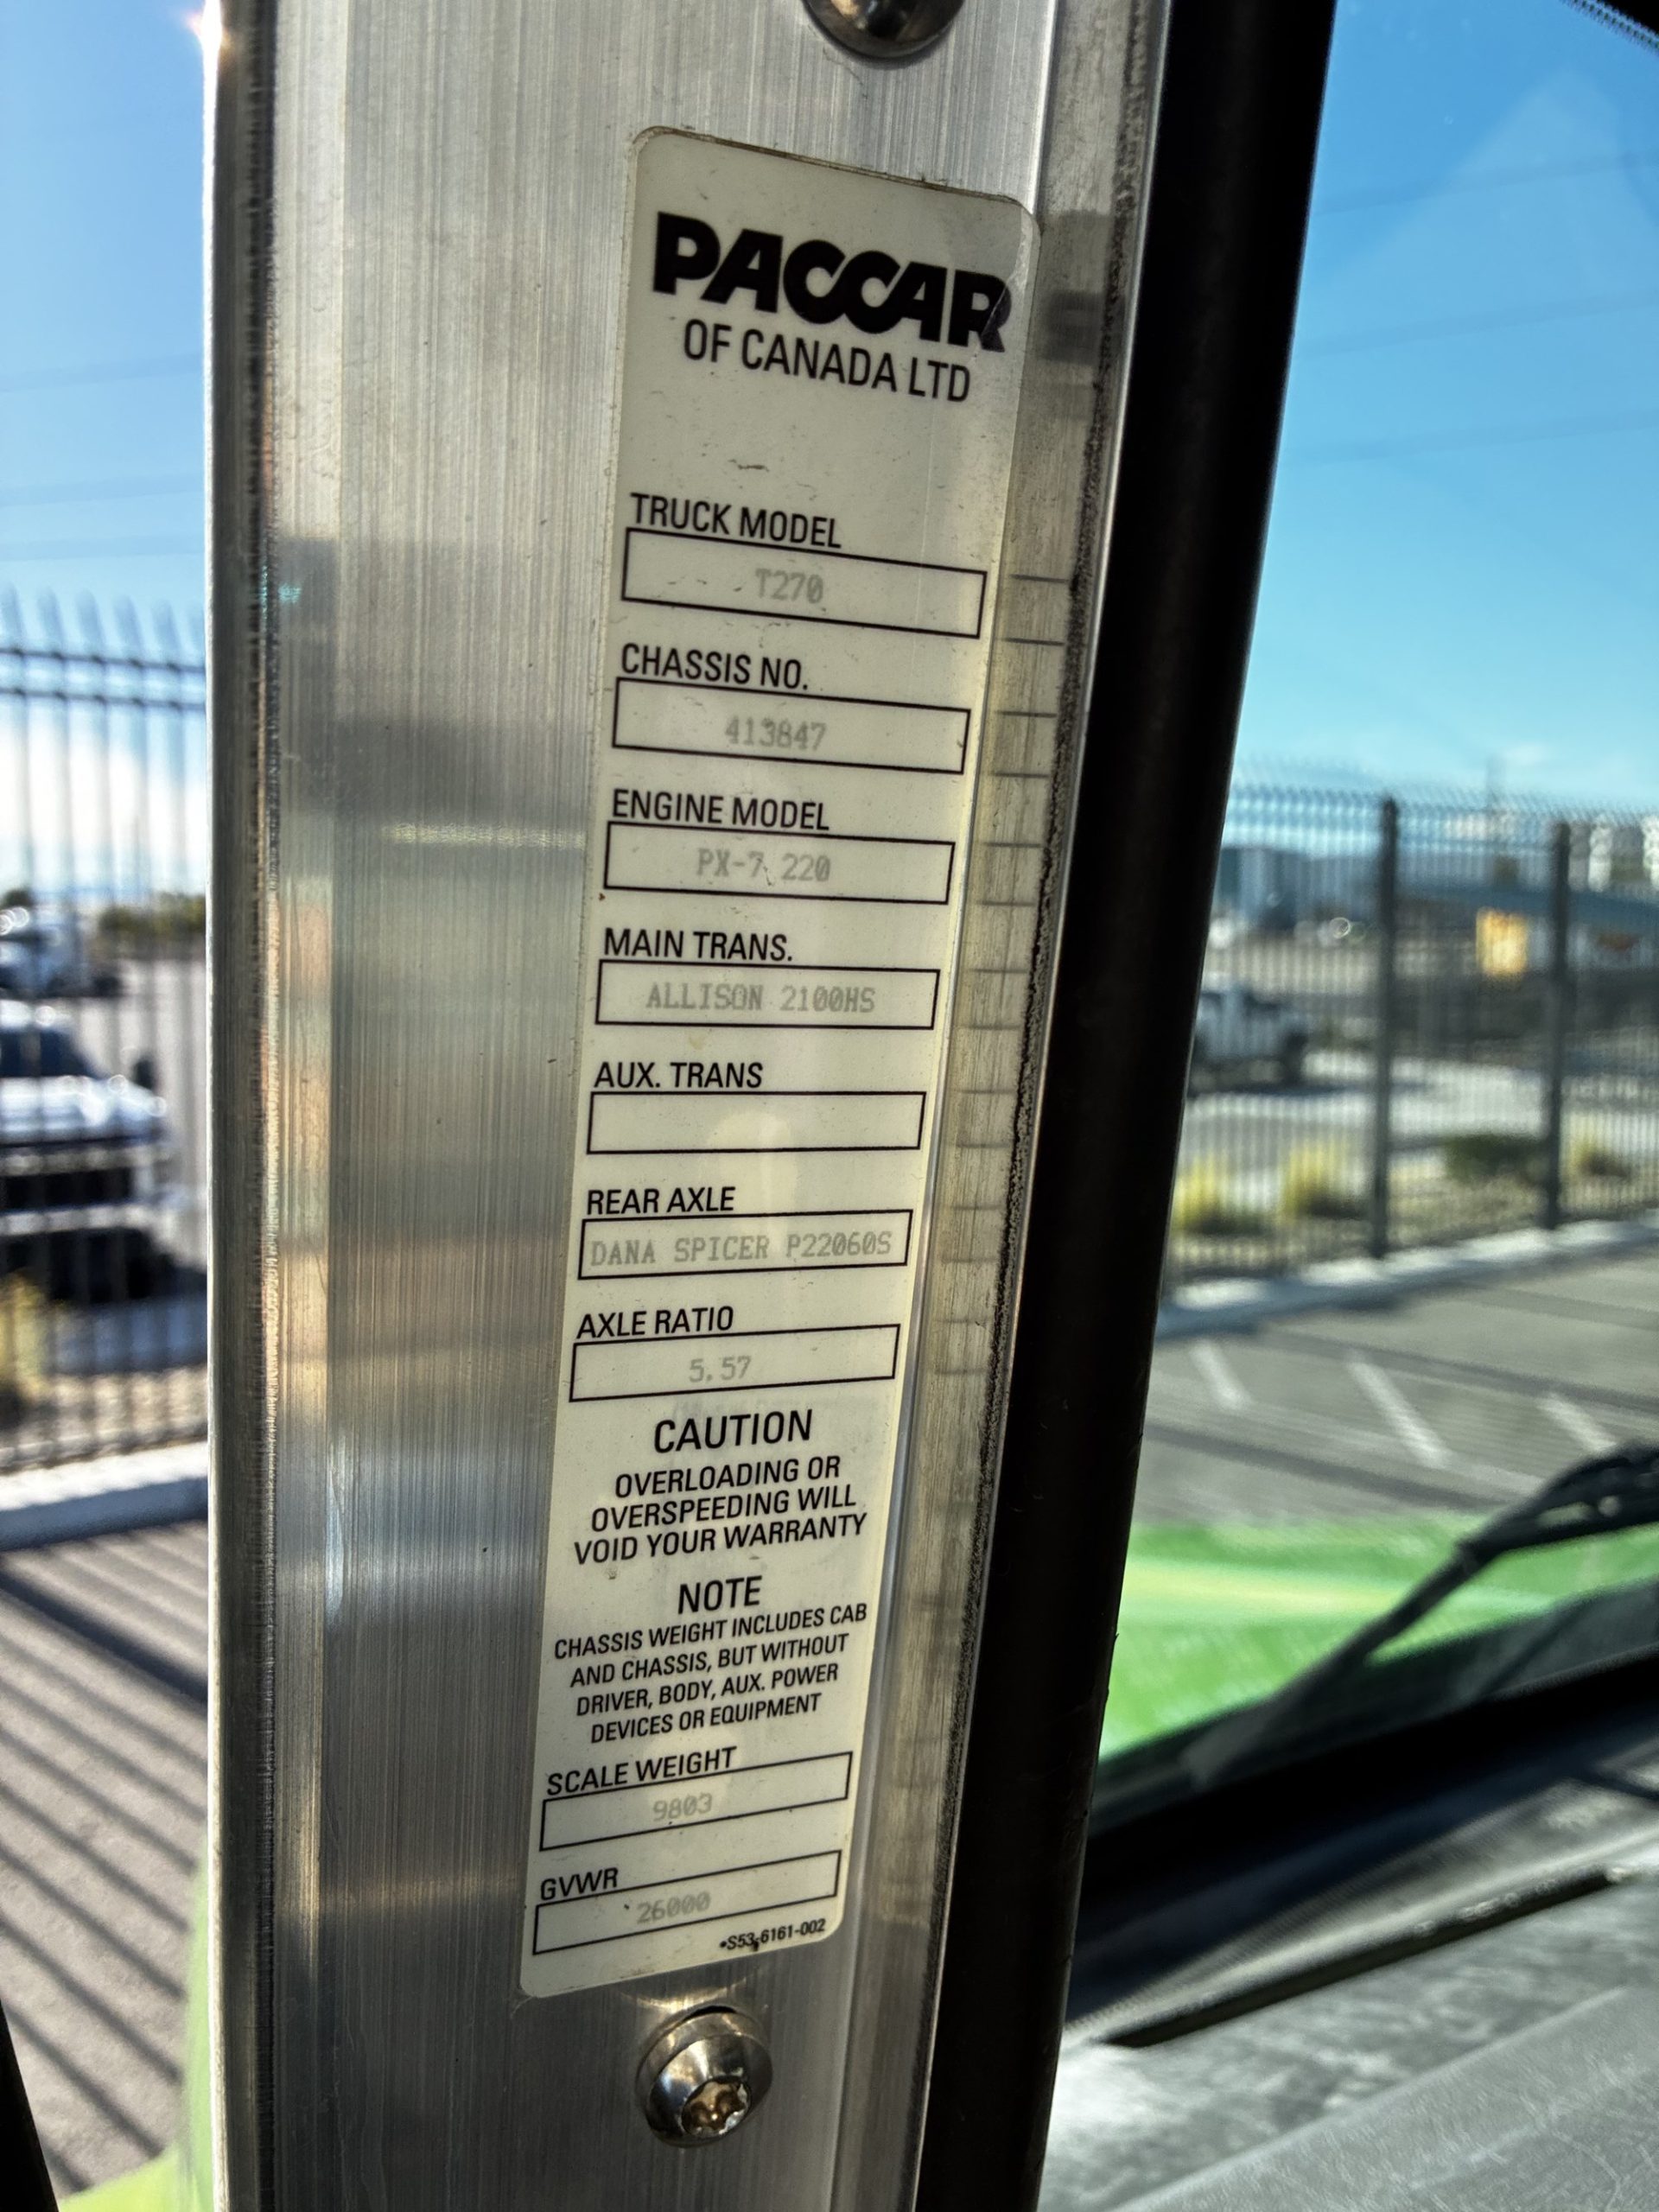 PACCAR
OF CANADA LTD
TRUCK MODEL
T270
CHASSIS NO.
413847
ENGINE MODEL
PX-7 220
MAIN TRANS.
ALLISON 2100HS
AUX. TRANS
REAR AXLE
DANA SPICER P22060S
AXLE RATIO
5.57
CAUTION
OVERLOADING OR
OVERSPEEDING WILL
VOID YOUR WARRANTY
NOTE
CHASSIS WEIGHT INCLUDES CAB
AND CHASSIS, BUT WITHOUT
DRIVER, BODY, AUX. POWER
DEVICES OR EQUIPMENT
SCALE WEIGHT
9803
GVWR
26000
•S53-6161-002